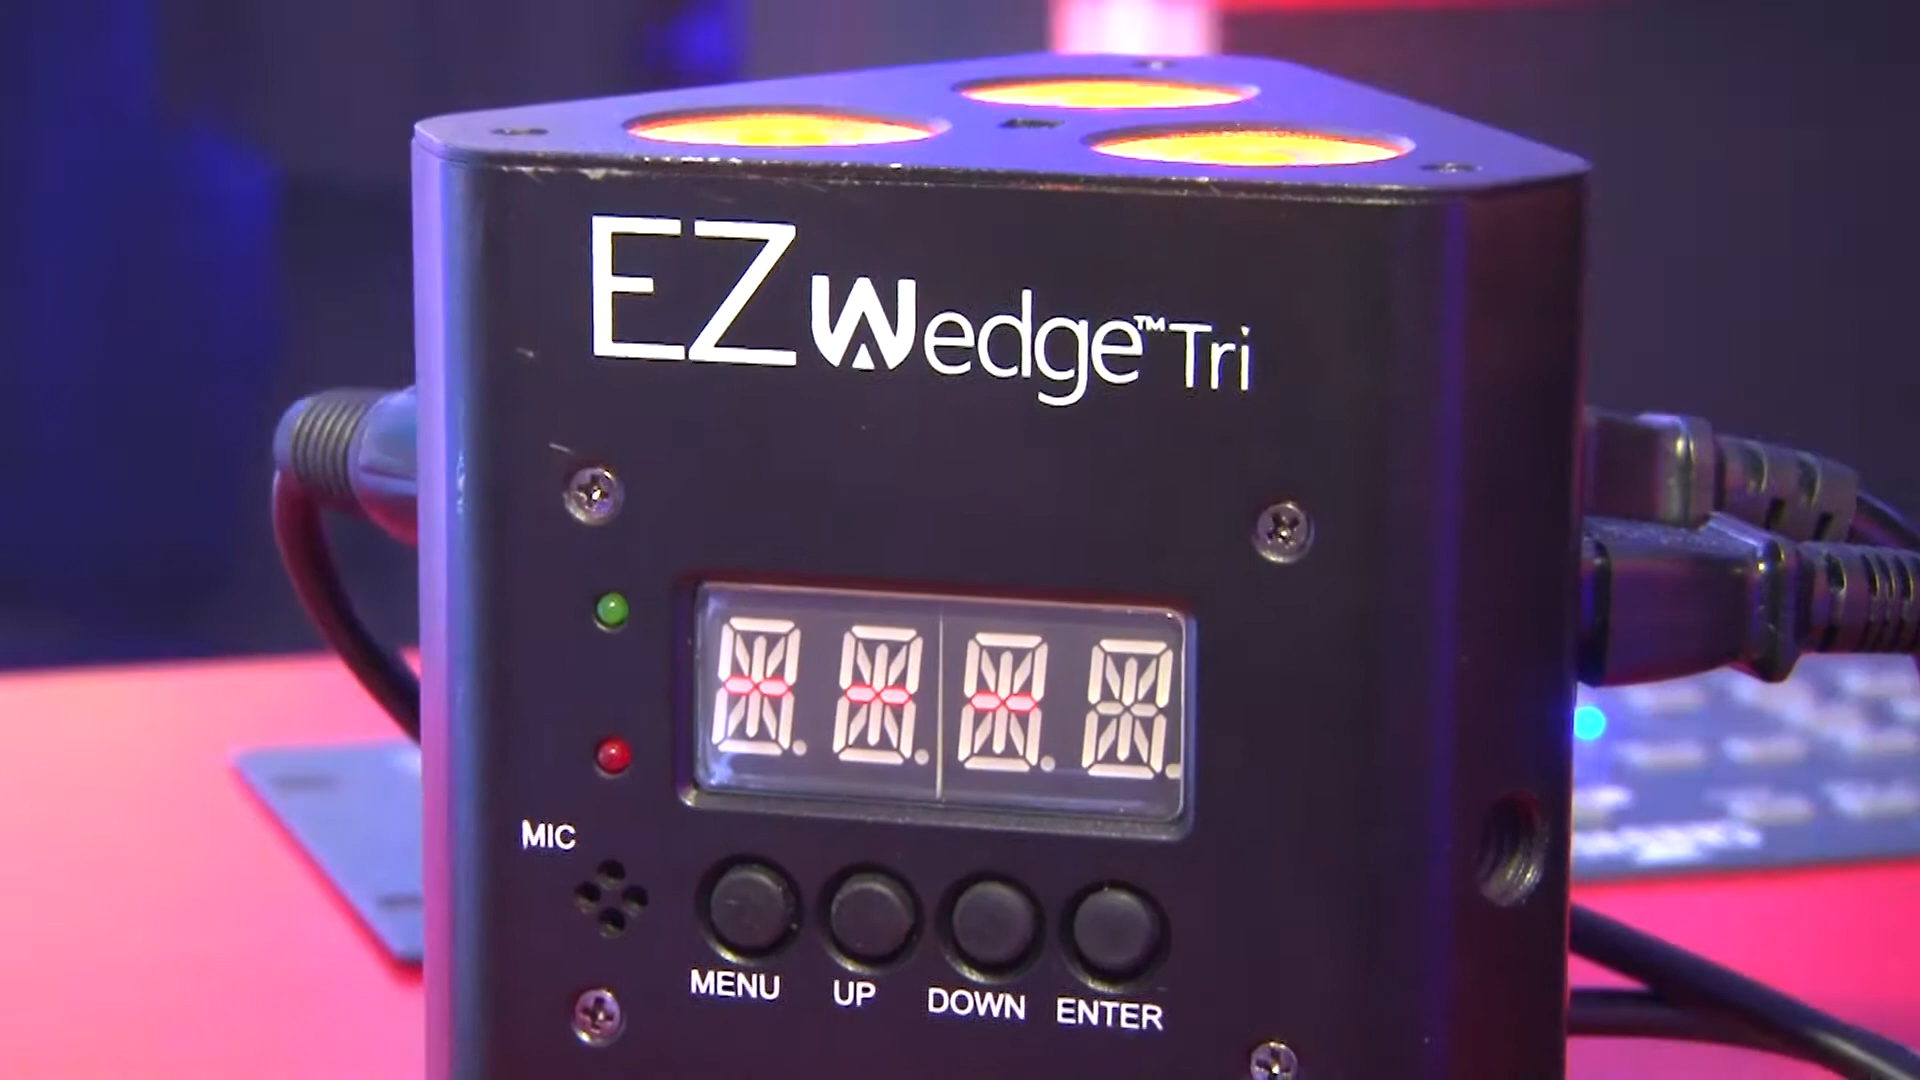 EZWedge™Tri
---
MIC
MENU UP DOWN ENTER